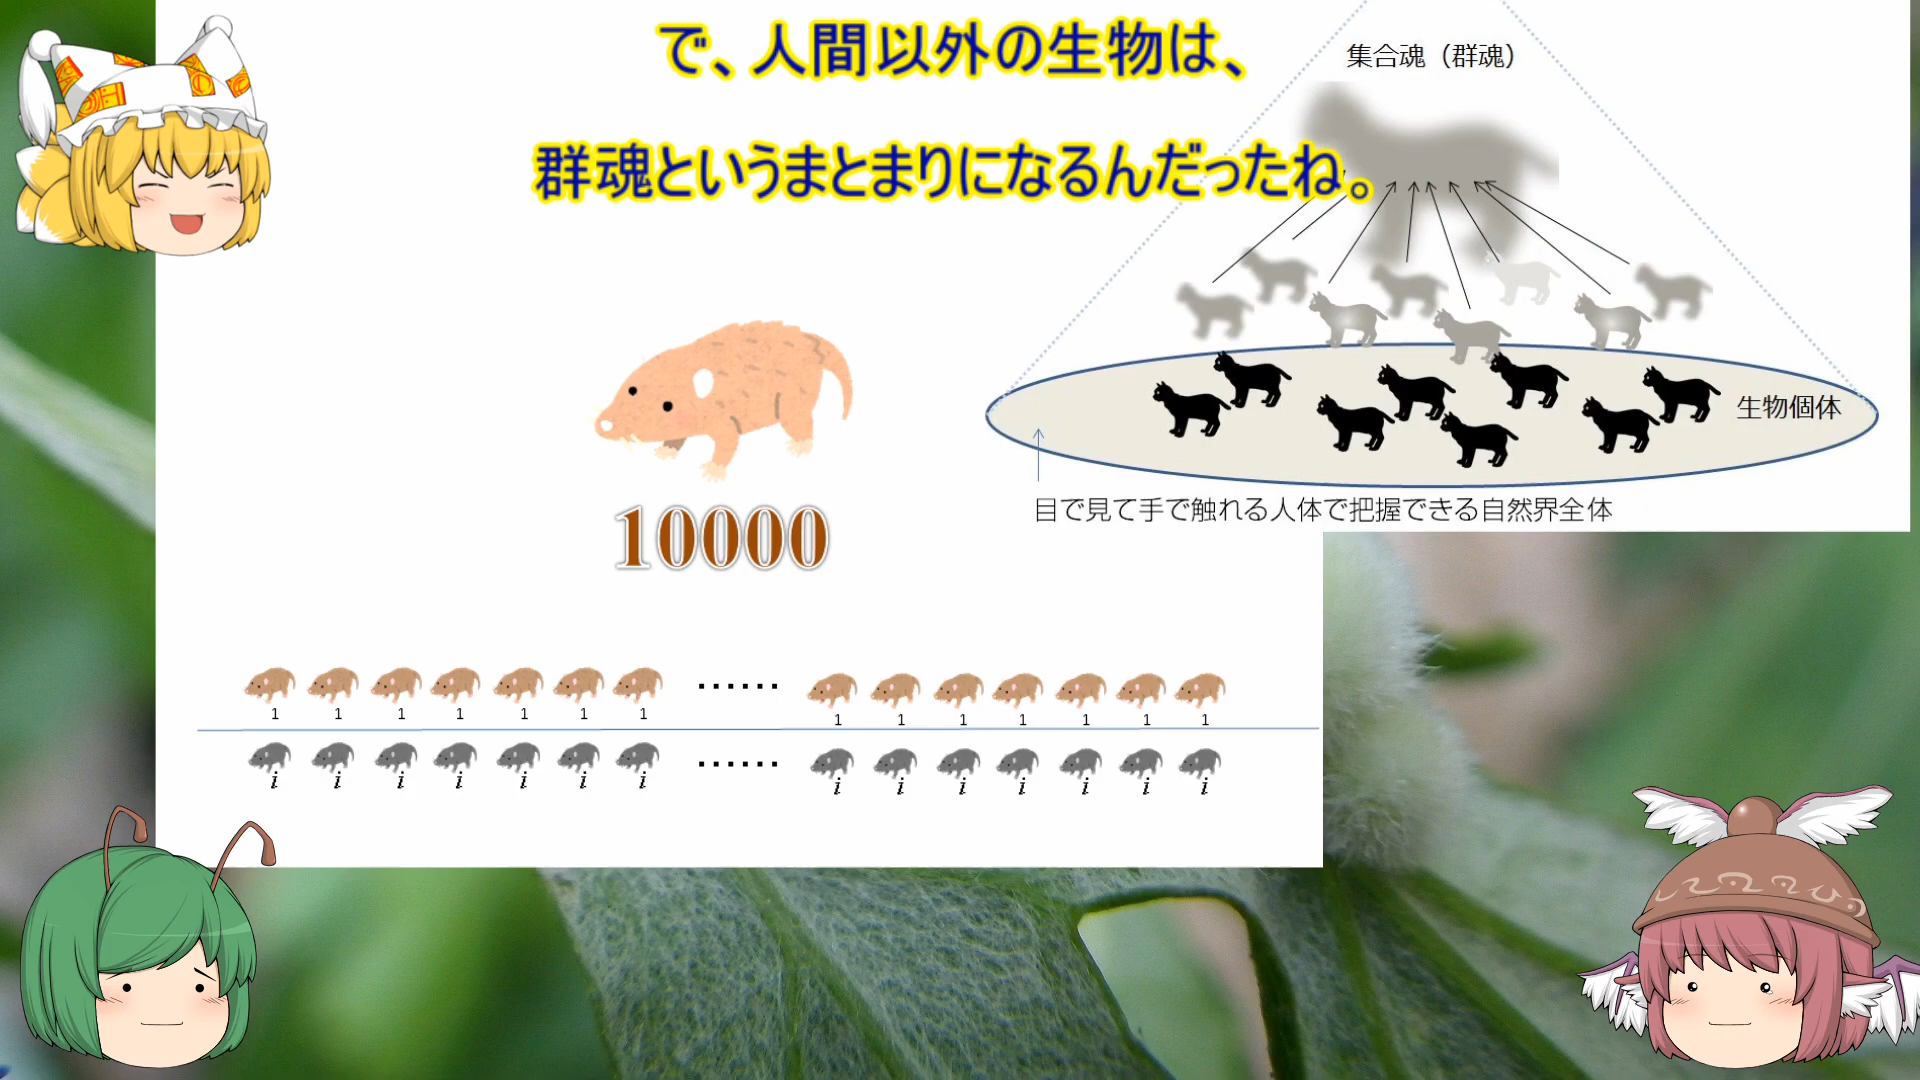 で、人間以外の生物は、
群魂というまとまりになるんだったね。
集合魂（群魂）
生物個体
目で見て手で触れる人体で把握できる自然界全体
10000
1 1 1 1 1 1 1 ・・・・・・ 1 1 1 1 1 1 1
i i i i i i i ・・・・・・ i i i i i i i